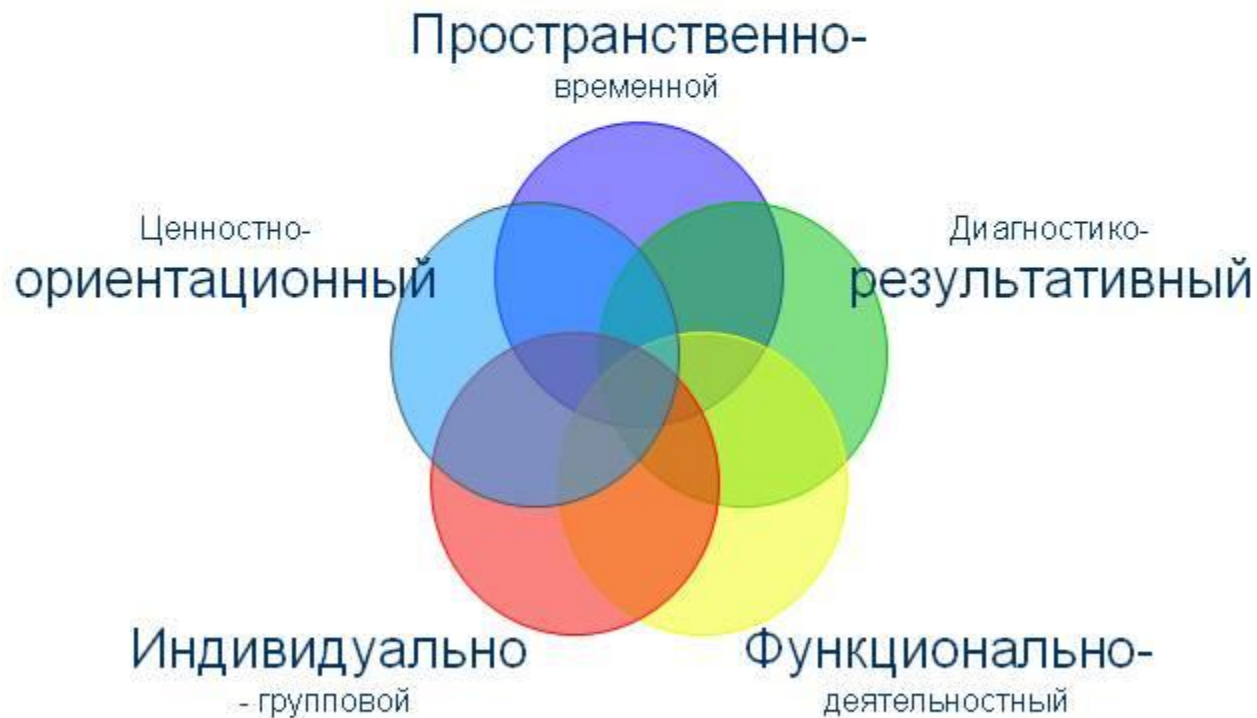 Пространственно-
временной
Ценностно-
ориентационный
Диагностико-
результативный
Индивидуально
- групповой
Функционально-
деятельностный